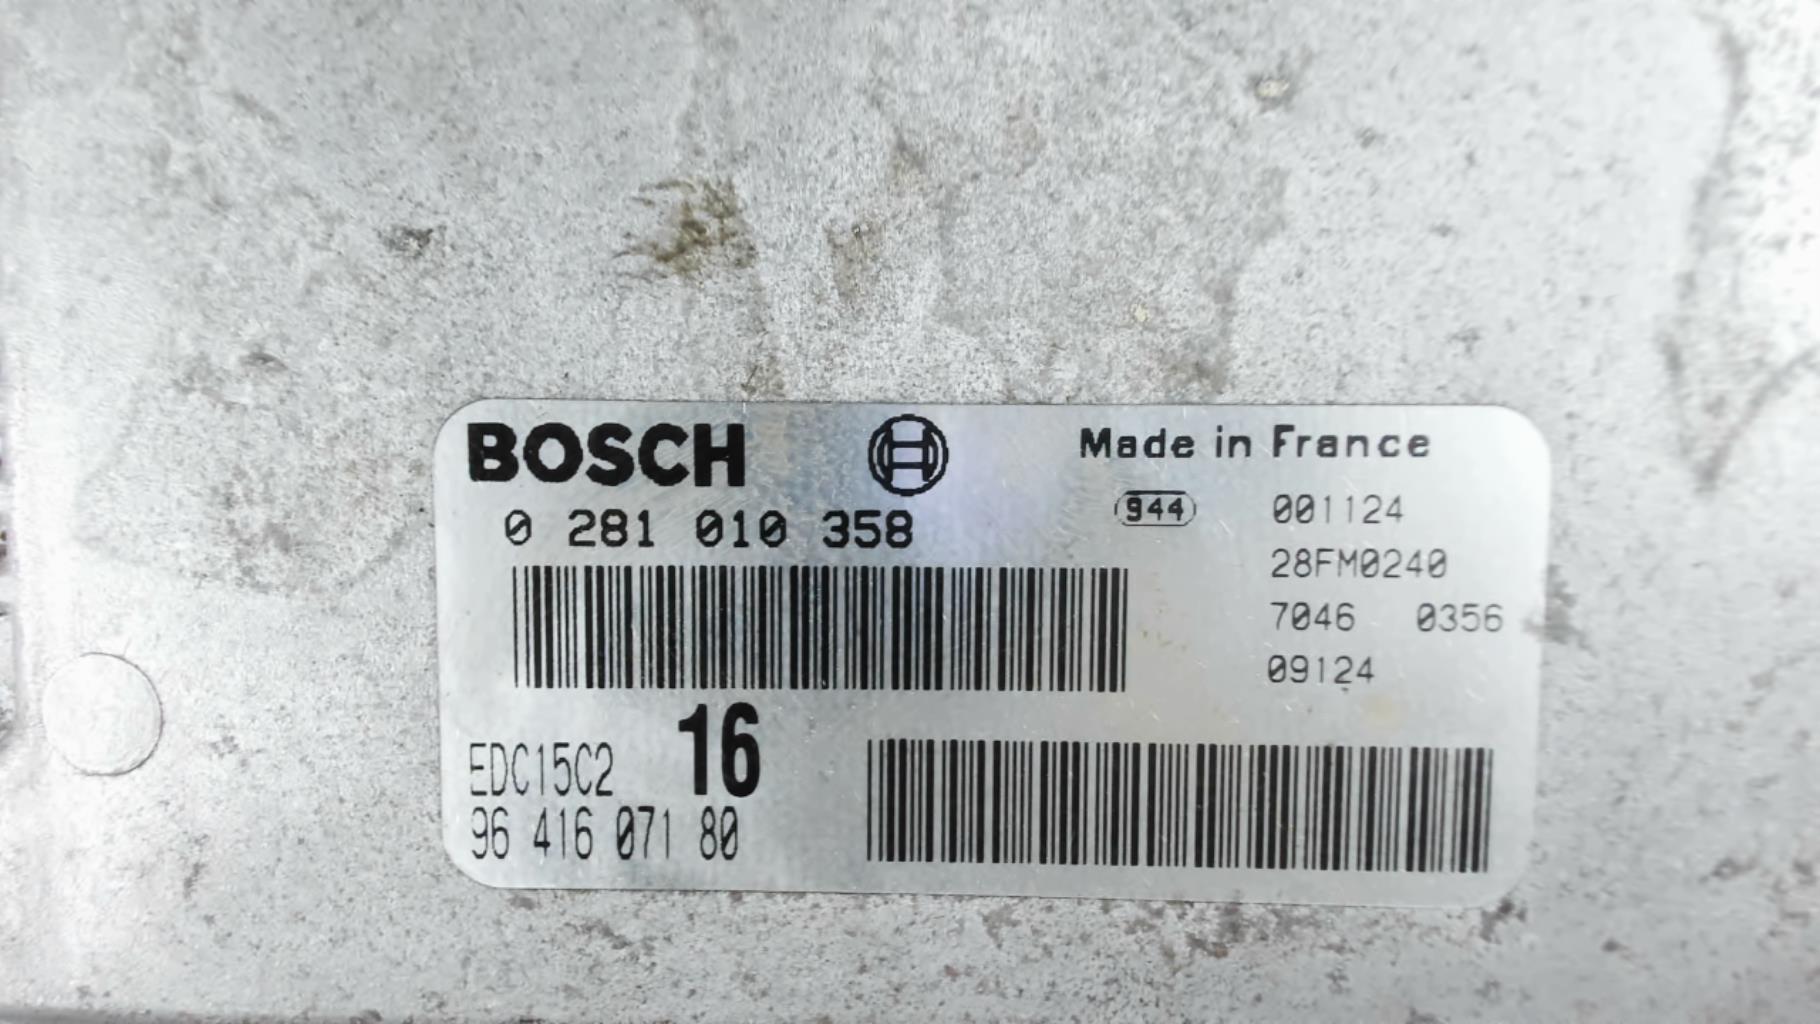 BOSCH
Made in France
0 281 010 358
944 001124
28FM0240
7046 0356
09124
EDC15C2 16
96 416 071 80